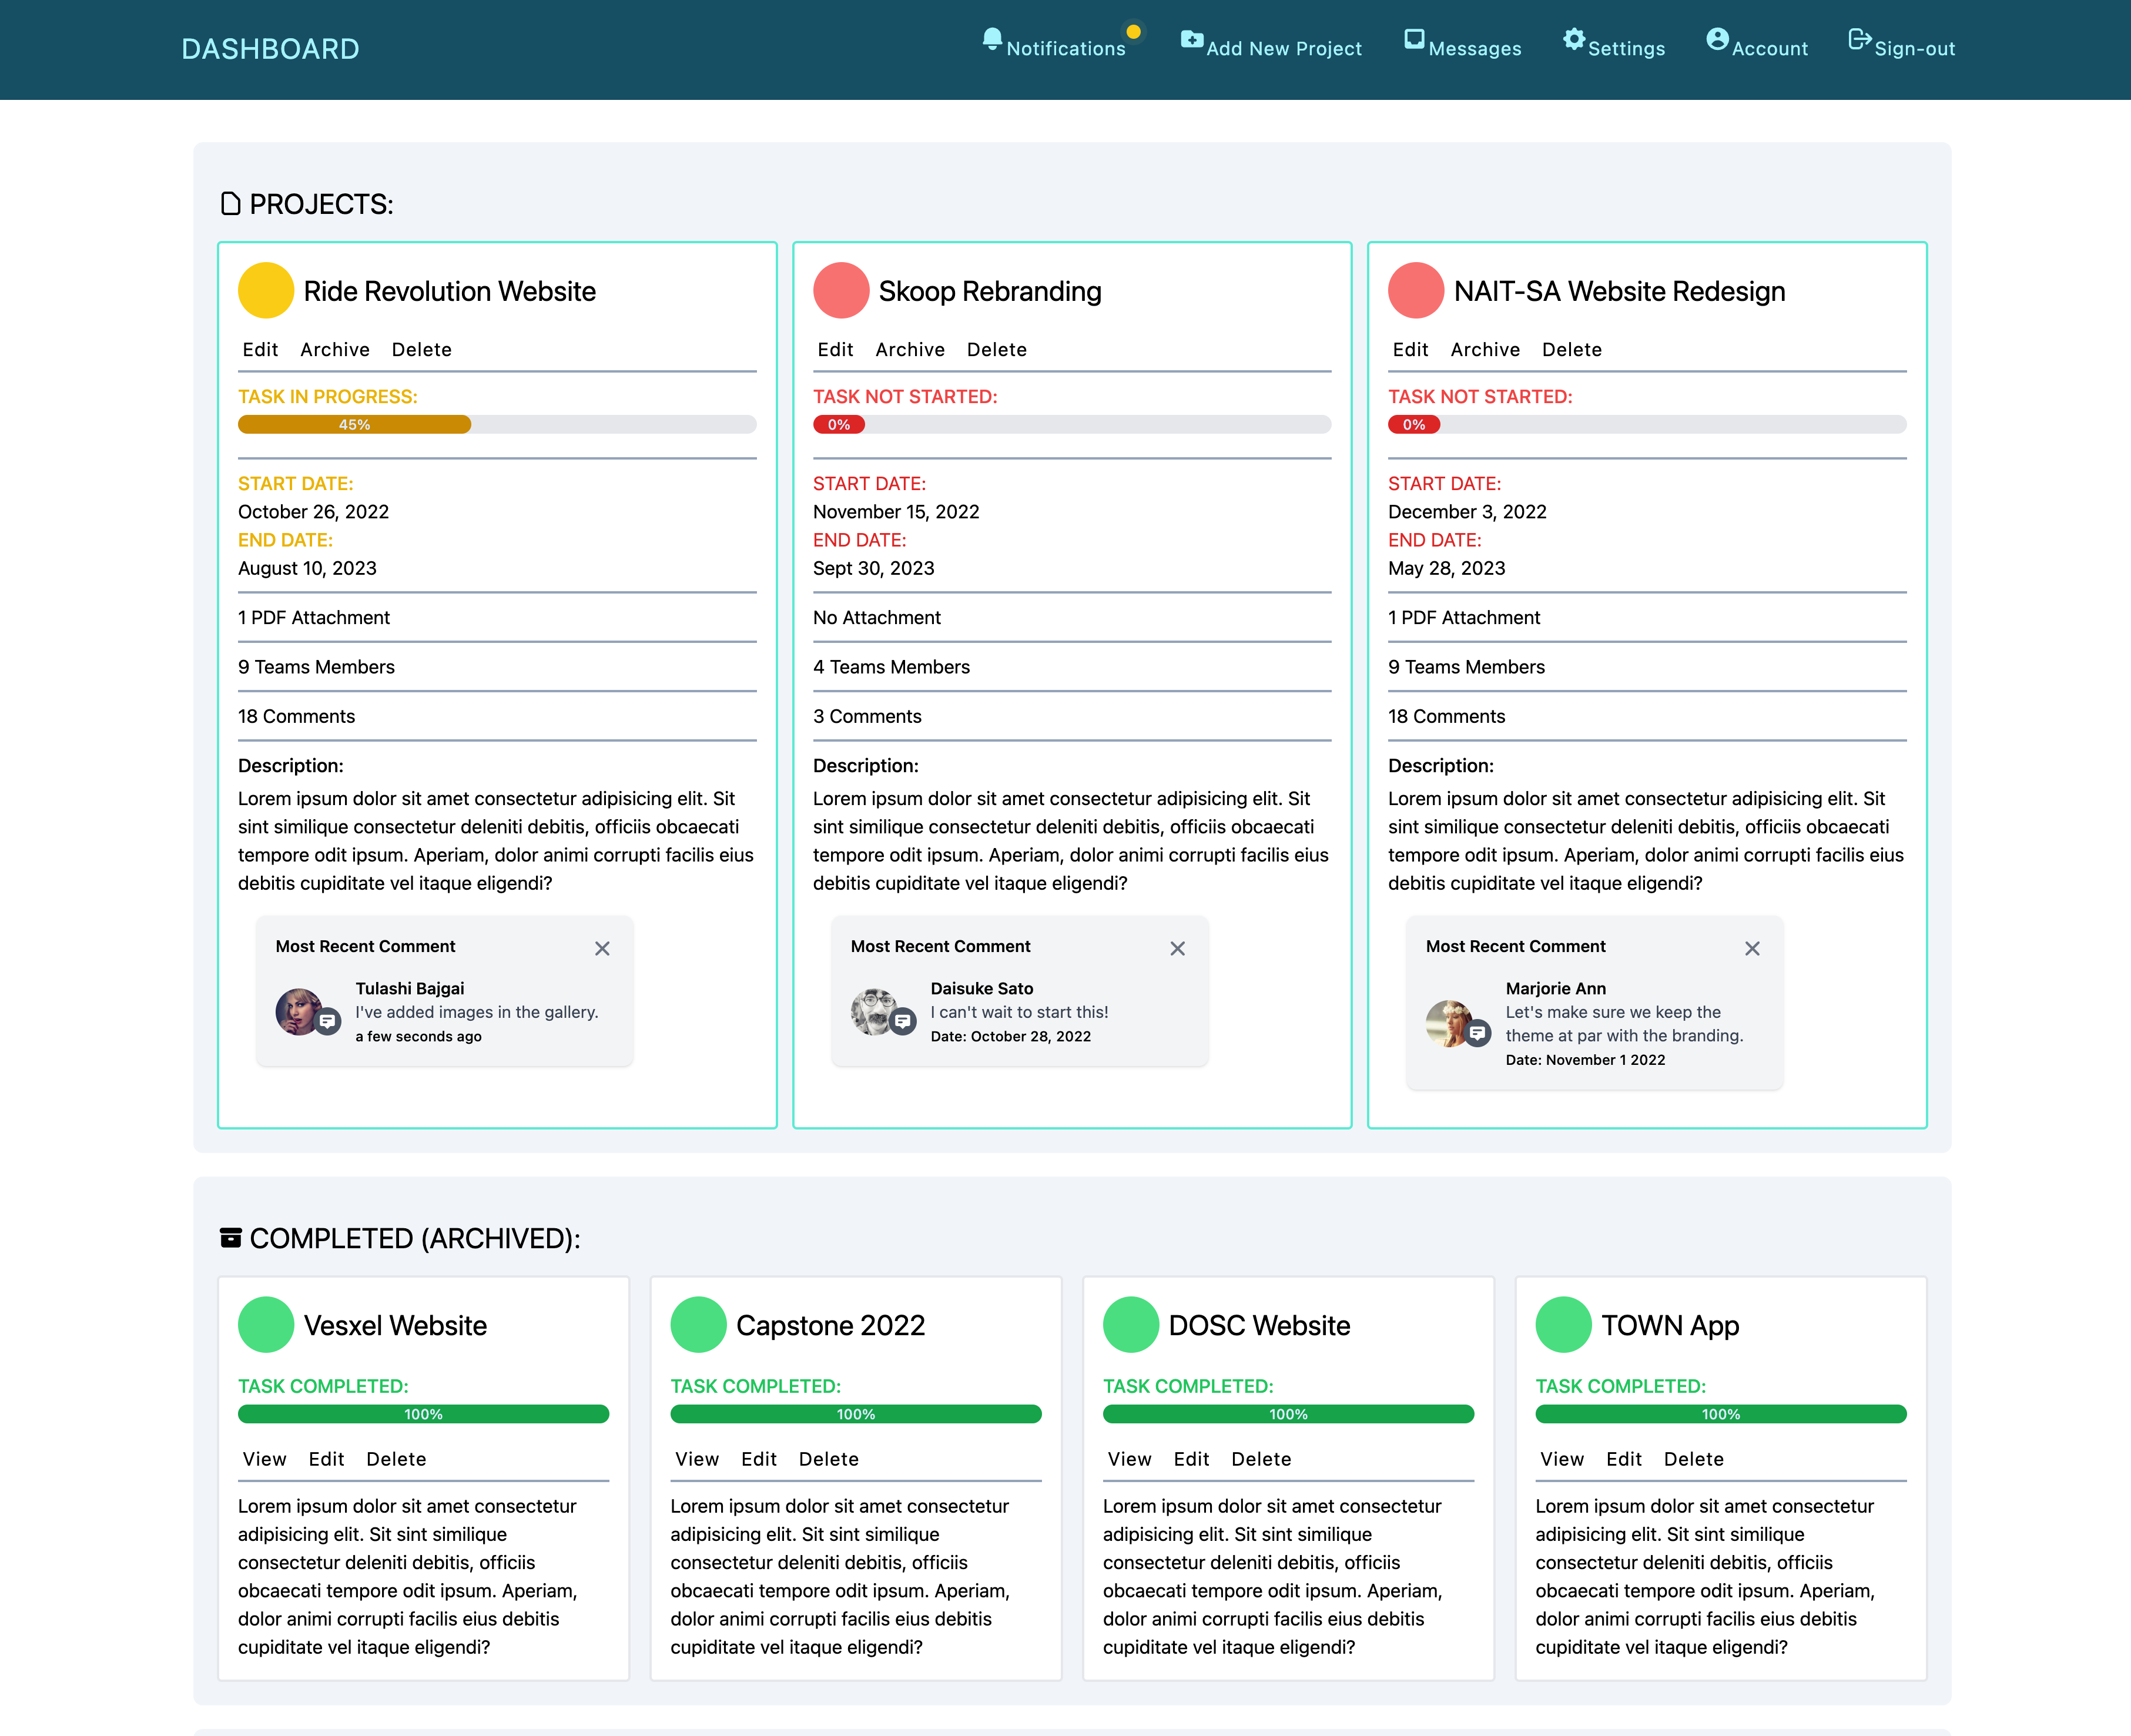 DASHBOARD
Notifications
Add New Project
Messages
Settings
Account
Sign-out
PROJECTS:
Ride Revolution Website
Edit Archive Delete
TASK IN PROGRESS:
45%
START DATE:
October 26, 2022
END DATE:
August 10, 2023
1 PDF Attachment
9 Teams Members
18 Comments
Description:
Lorem ipsum dolor sit amet consectetur adipisicing elit. Sit
sint similique consectetur deleniti debitis, officiis obcaecati
tempore odit ipsum. Aperiam, dolor animi corrupti facilis eius
debitis cupiditate vel itaque eligendi?
Most Recent Comment
Tulashi Bajgai
I've added images in the gallery.
a few seconds ago
Skoop Rebranding
Edit Archive Delete
TASK NOT STARTED:
0%
START DATE:
November 15, 2022
END DATE:
Sept 30, 2023
No Attachment
4 Teams Members
3 Comments
Description:
Lorem ipsum dolor sit amet consectetur adipisicing elit. Sit
sint similique consectetur deleniti debitis, officiis obcaecati
tempore odit ipsum. Aperiam, dolor animi corrupti facilis eius
debitis cupiditate vel itaque eligendi?
Most Recent Comment
Daisuke Sato
I can't wait to start this!
Date: October 28, 2022
NAIT-SA Website Redesign
Edit Archive Delete
TASK NOT STARTED:
0%
START DATE:
December 3, 2022
END DATE:
May 28, 2023
1 PDF Attachment
9 Teams Members
18 Comments
Description:
Lorem ipsum dolor sit amet consectetur adipisicing elit. Sit
sint similique consectetur deleniti debitis, officiis obcaecati
tempore odit ipsum. Aperiam, dolor animi corrupti facilis eius
debitis cupiditate vel itaque eligendi?
Most Recent Comment
Marjorie Ann
Let's make sure we keep the
theme at par with the branding.
Date: November 1 2022
COMPLETED (ARCHIVED):
Vesxel Website
TASK COMPLETED:
100%
View Edit Delete
Lorem ipsum dolor sit amet consectetur
adipisicing elit. Sit sint similique
consectetur deleniti debitis, officiis
obcaecati tempore odit ipsum. Aperiam,
dolor animi corrupti facilis eius debitis
cupiditate vel itaque eligendi?
Capstone 2022
TASK COMPLETED:
100%
View Edit Delete
Lorem ipsum dolor sit amet consectetur
adipisicing elit. Sit sint similique
consectetur deleniti debitis, officiis
obcaecati tempore odit ipsum. Aperiam,
dolor animi corrupti facilis eius debitis
cupiditate vel itaque eligendi?
DOSC Website
TASK COMPLETED:
100%
View Edit Delete
Lorem ipsum dolor sit amet consectetur
adipisicing elit. Sit sint similique
consectetur deleniti debitis, officiis
obcaecati tempore odit ipsum. Aperiam,
dolor animi corrupti facilis eius debitis
cupiditate vel itaque eligendi?
TOWN App
TASK COMPLETED:
100%
View Edit Delete
Lorem ipsum dolor sit amet consectetur
adipisicing elit. Sit sint similique
consectetur deleniti debitis, officiis
obcaecati tempore odit ipsum. Aperiam,
dolor animi corrupti facilis eius debitis
cupiditate vel itaque eligendi?